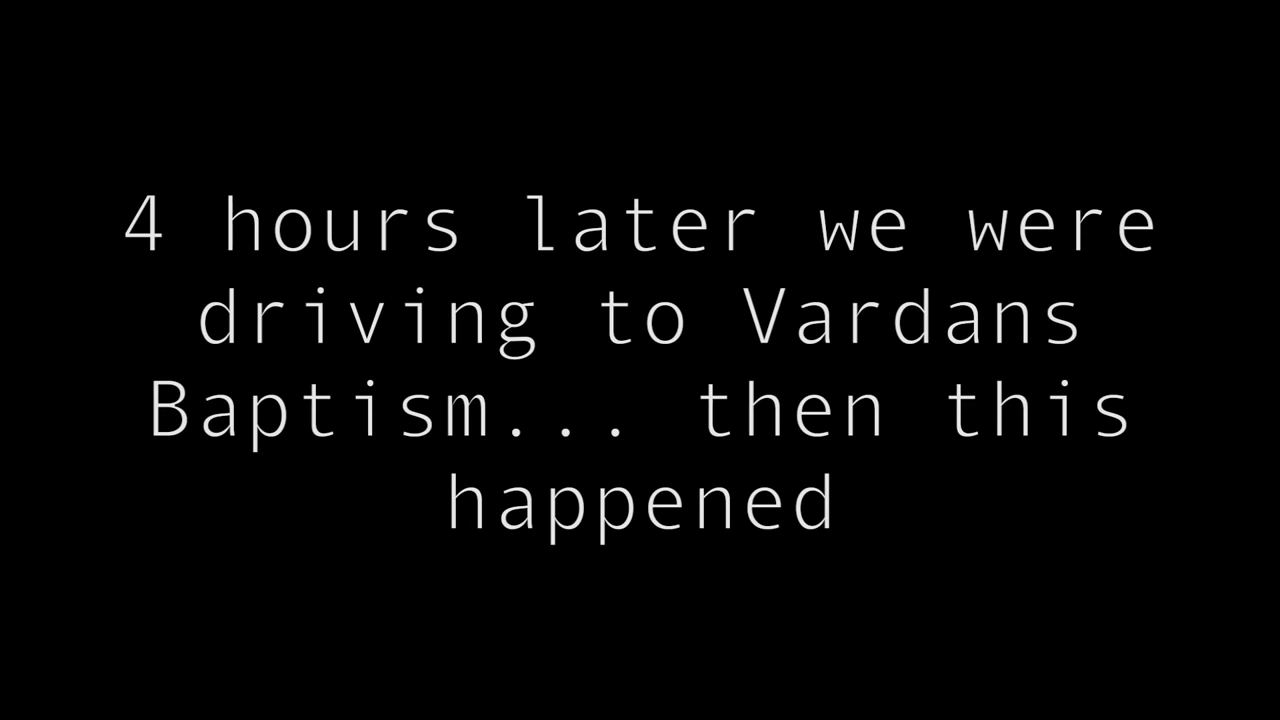 4 hours later we were
driving to Vardans
Baptism... then this
happened